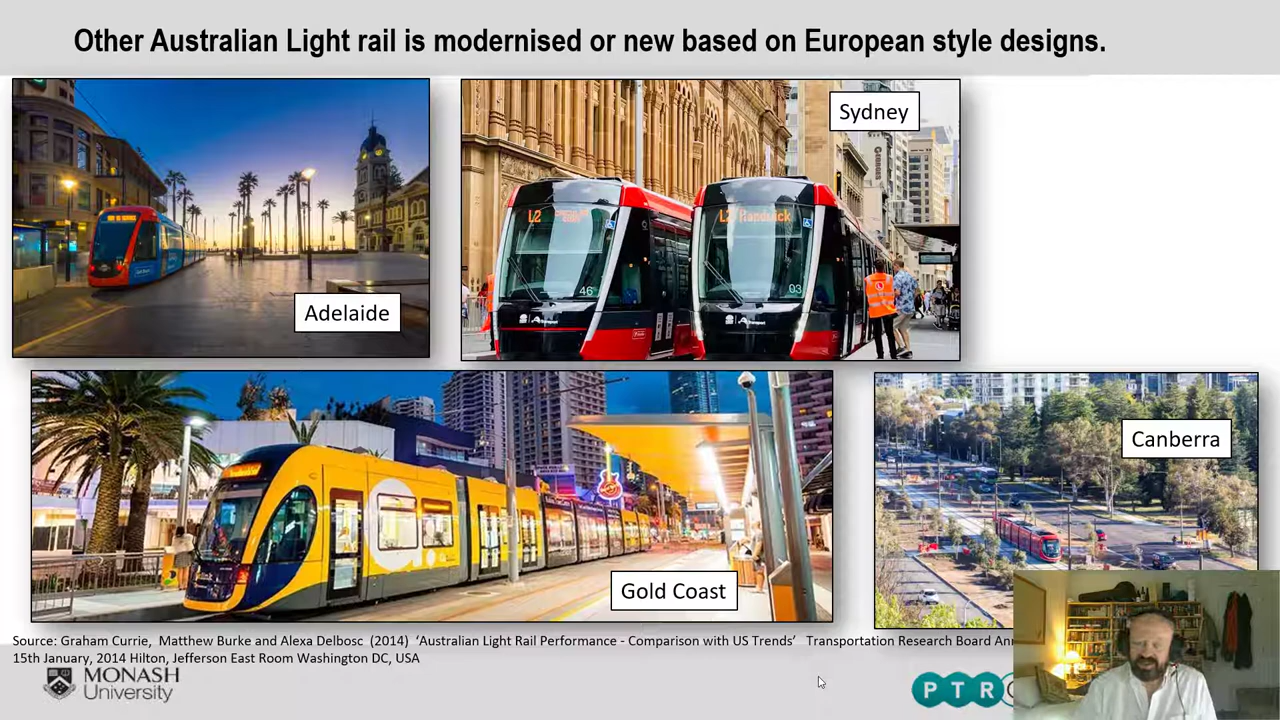 Other Australian Light rail is modernised or new based on European style designs.
Adelaide
Sydney
L2
L2 Randwick
46
03
Gold Coast
Canberra
Source: Graham Currie, Matthew Burke and Alexa Delbosc (2014) ‘Australian Light Rail Performance - Comparison with US Trends’ Transportation Research Board
15th January, 2014 Hilton, Jefferson East Room Washington DC, USA
MONASH
University
PTR